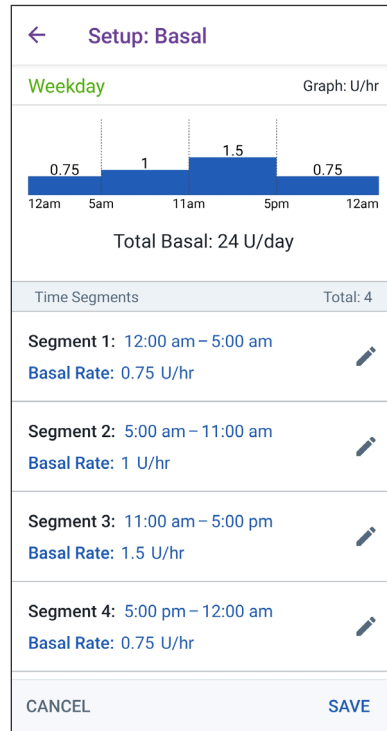 Setup: Basal
Weekday Graph: U/hr
0.75 1 1.5 0.75
12am 5am 11am 5pm 12am
Total Basal: 24 U/day
Time Segments Total: 4
Segment 1: 12:00 am – 5:00 am
Basal Rate: 0.75 U/hr
Segment 2: 5:00 am – 11:00 am
Basal Rate: 1 U/hr
Segment 3: 11:00 am – 5:00 pm
Basal Rate: 1.5 U/hr
Segment 4: 5:00 pm – 12:00 am
Basal Rate: 0.75 U/hr
CANCEL SAVE